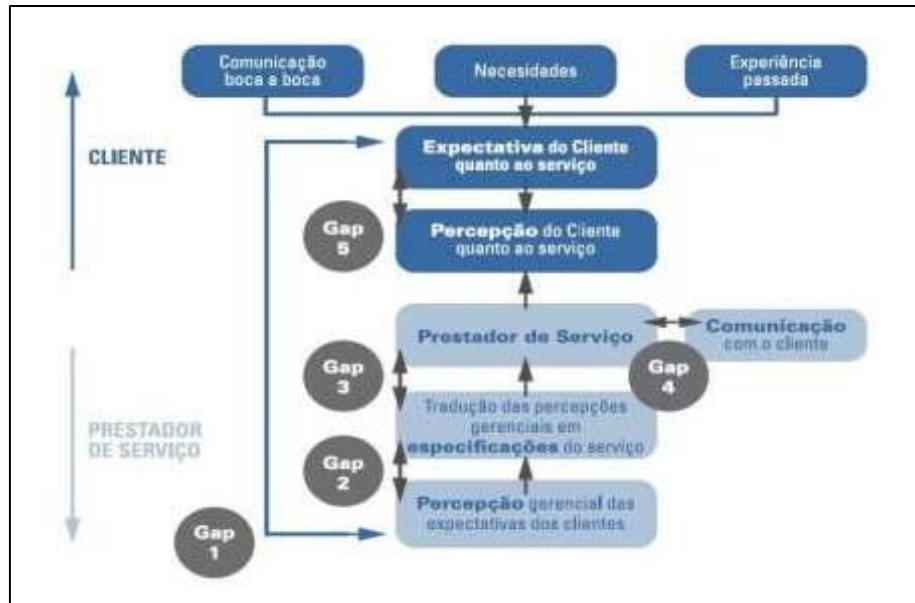 Comunicação
boca a boca
Necesidades
Experiência
passada
CLIENTE
Expectativa do Cliente
quanto ao serviço
Gap
5
Percepção do Cliente
quanto ao serviço
Prestador de Serviço
Comunicação
com o cliente
Gap
3
Gap
4
Tradução das percepções
gerenciais em
especificações do serviço
PRESTADOR
DE SERVIÇO
Gap
2
Percepção gerencial das
expectativas dos clientes
Gap
1